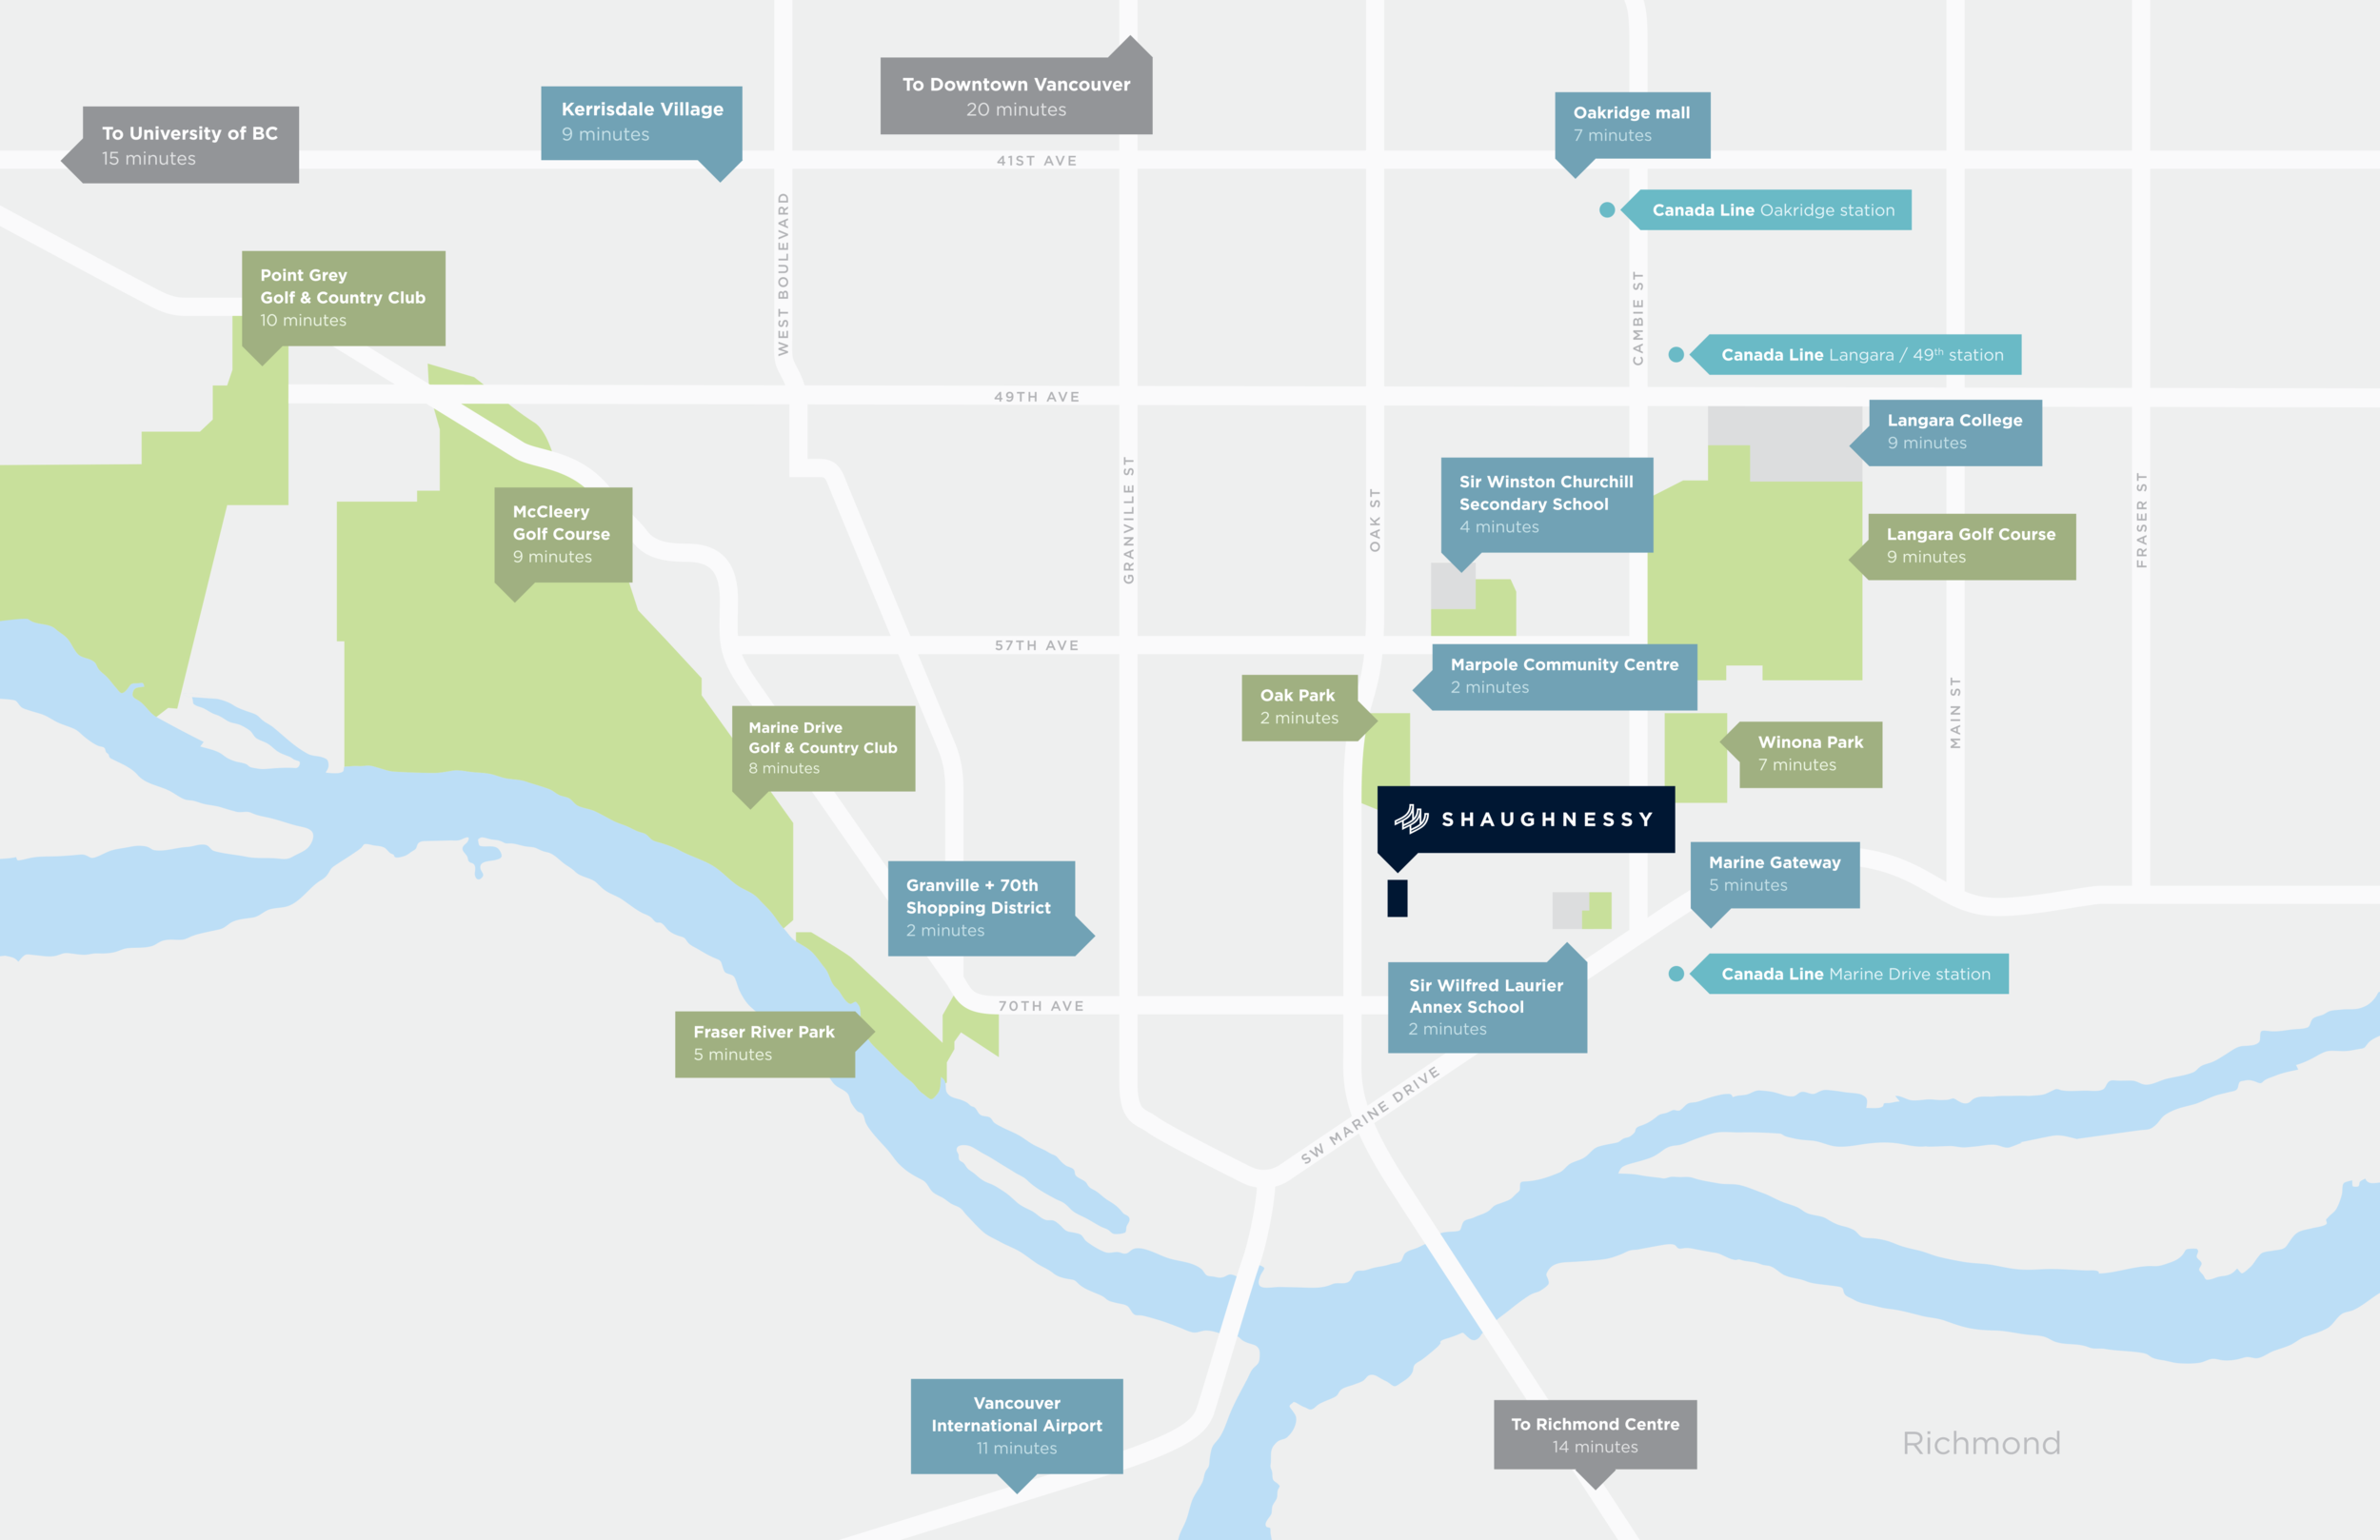 To Downtown Vancouver
20 minutes
Kerrisdale Village
9 minutes
Oakridge mall
7 minutes
To University of BC
15 minutes
41ST AVE
Canada Line Oakridge station
WEST BOULEVARD
Point Grey
Golf & Country Club
10 minutes
CAMBIE ST
Canada Line Langara / 49th station
49TH AVE
Langara College
9 minutes
GRANVILLE ST
OAK ST
Sir Winston Churchill
Secondary School
4 minutes
FRASER ST
McCleery
Golf Course
9 minutes
Langara Golf Course
9 minutes
57TH AVE
Marpole Community Centre
2 minutes
Oak Park
2 minutes
MAIN ST
Marine Drive
Golf & Country Club
8 minutes
Winona Park
7 minutes
SHAUGHNESSY
Marine Gateway
5 minutes
Granville + 70th
Shopping District
2 minutes
Canada Line Marine Drive station
Sir Wilfred Laurier
Annex School
2 minutes
70TH AVE
Fraser River Park
5 minutes
SW MARINE DRIVE
Vancouver
International Airport
11 minutes
To Richmond Centre
14 minutes
Richmond